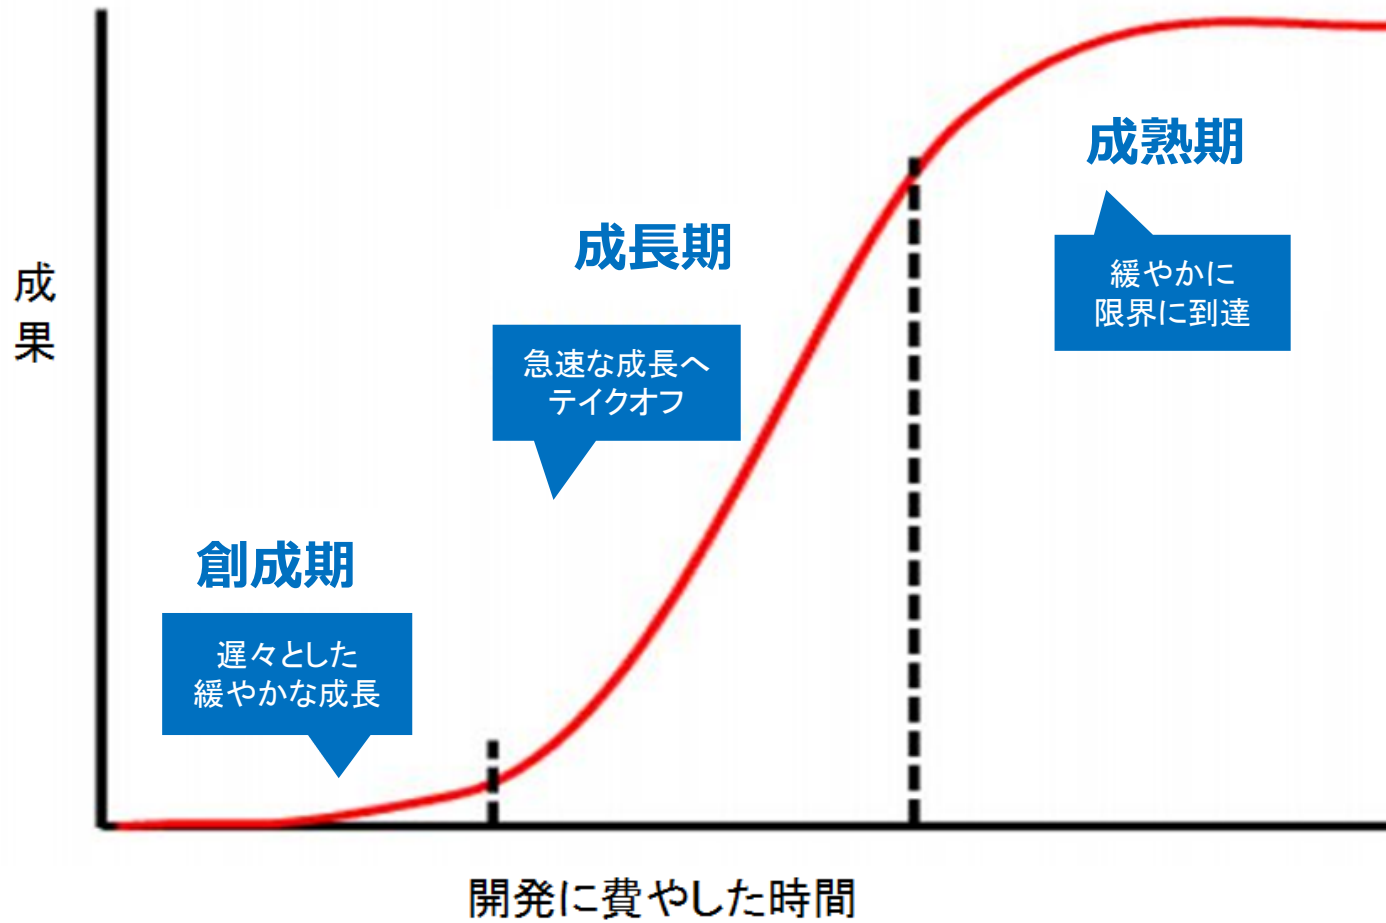 成熟期
緩やかに
限界に到達
成長期
急速な成長へ
テイクオフ
成
果
創成期
遅々とした
緩やかな成長
開発に費やした時間